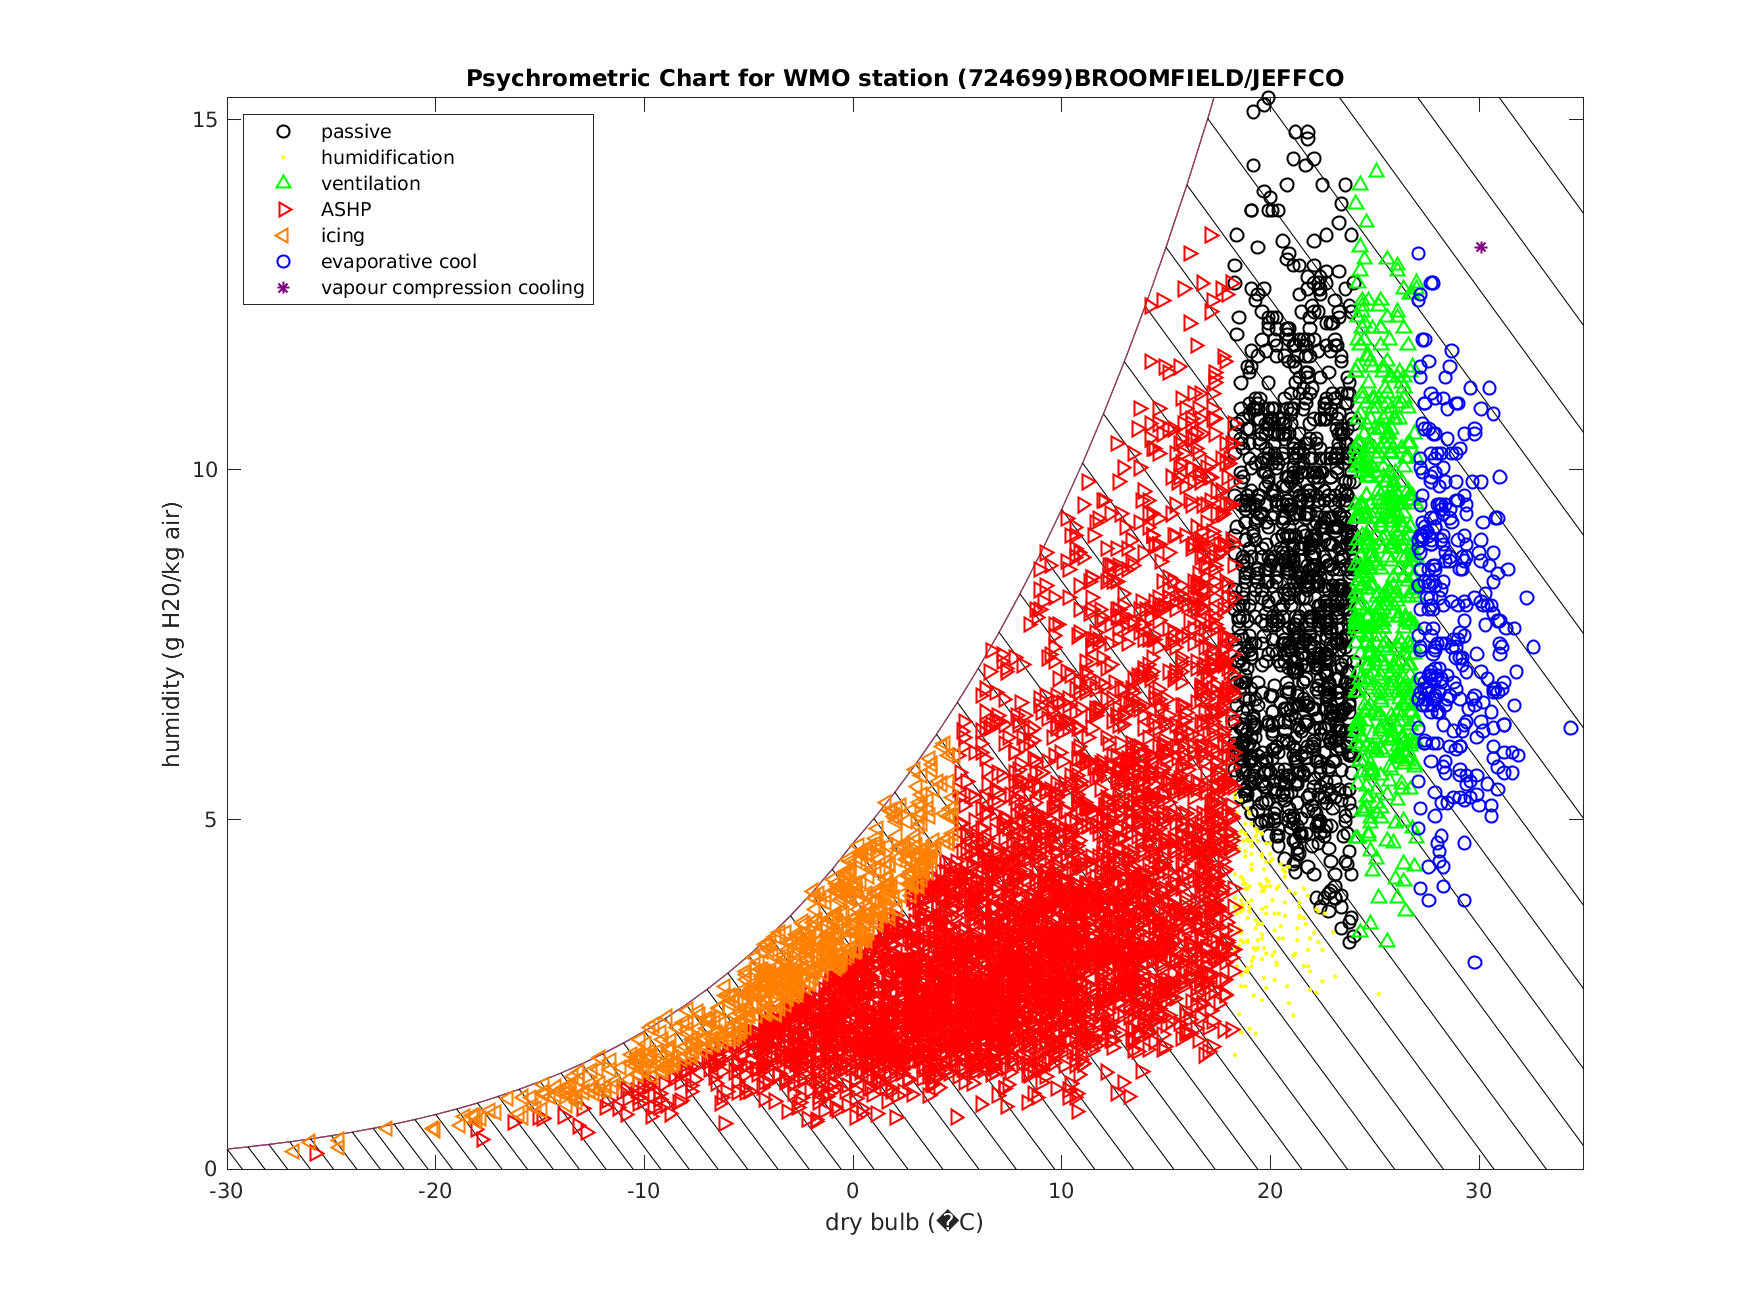 Psychrometric Chart for WMO station (724699)BROOMFIELD/JEFFCO
passive
humidification
ventilation
ASHP
icing
evaporative cool
vapour compression cooling
humidity (g H20/kg air)
15
10
5
0
-30 -20 -10 0 10 20 30
dry bulb (�C)